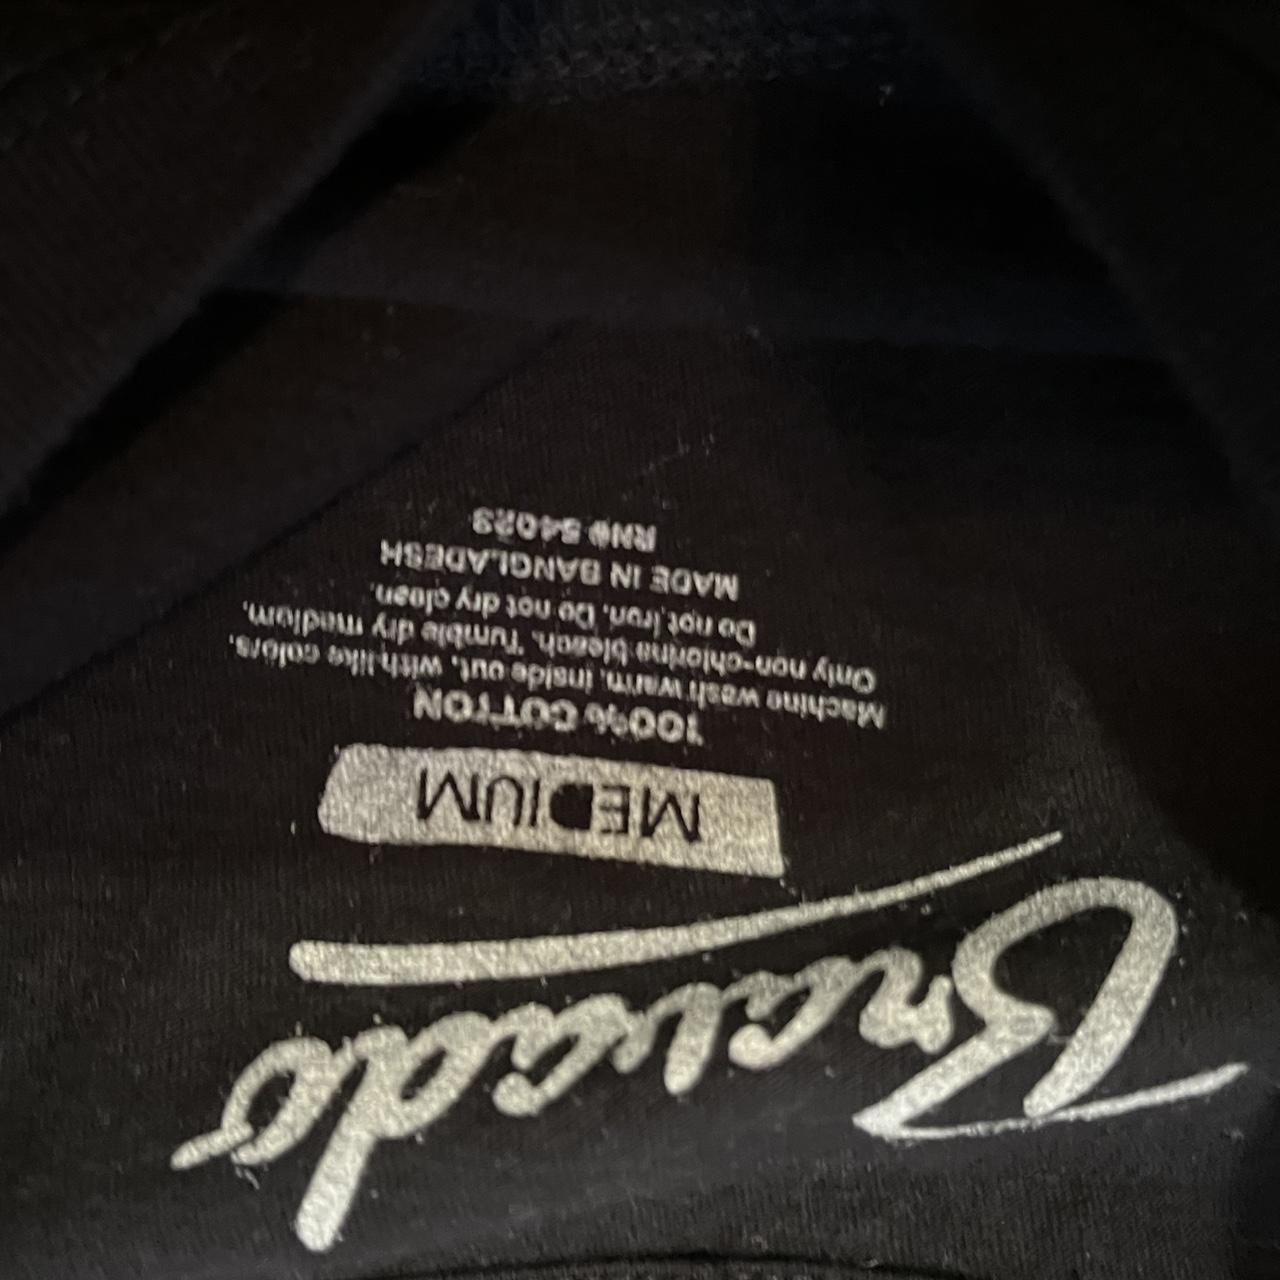 Bravado
MEDIUM
100% COTTON
Machine wash warm, inside out, with like colors.
Only non-chlorine bleach. Tumble dry medium.
Do not iron. Do not dry clean.
MADE IN BANGLADESH
RN# 54023